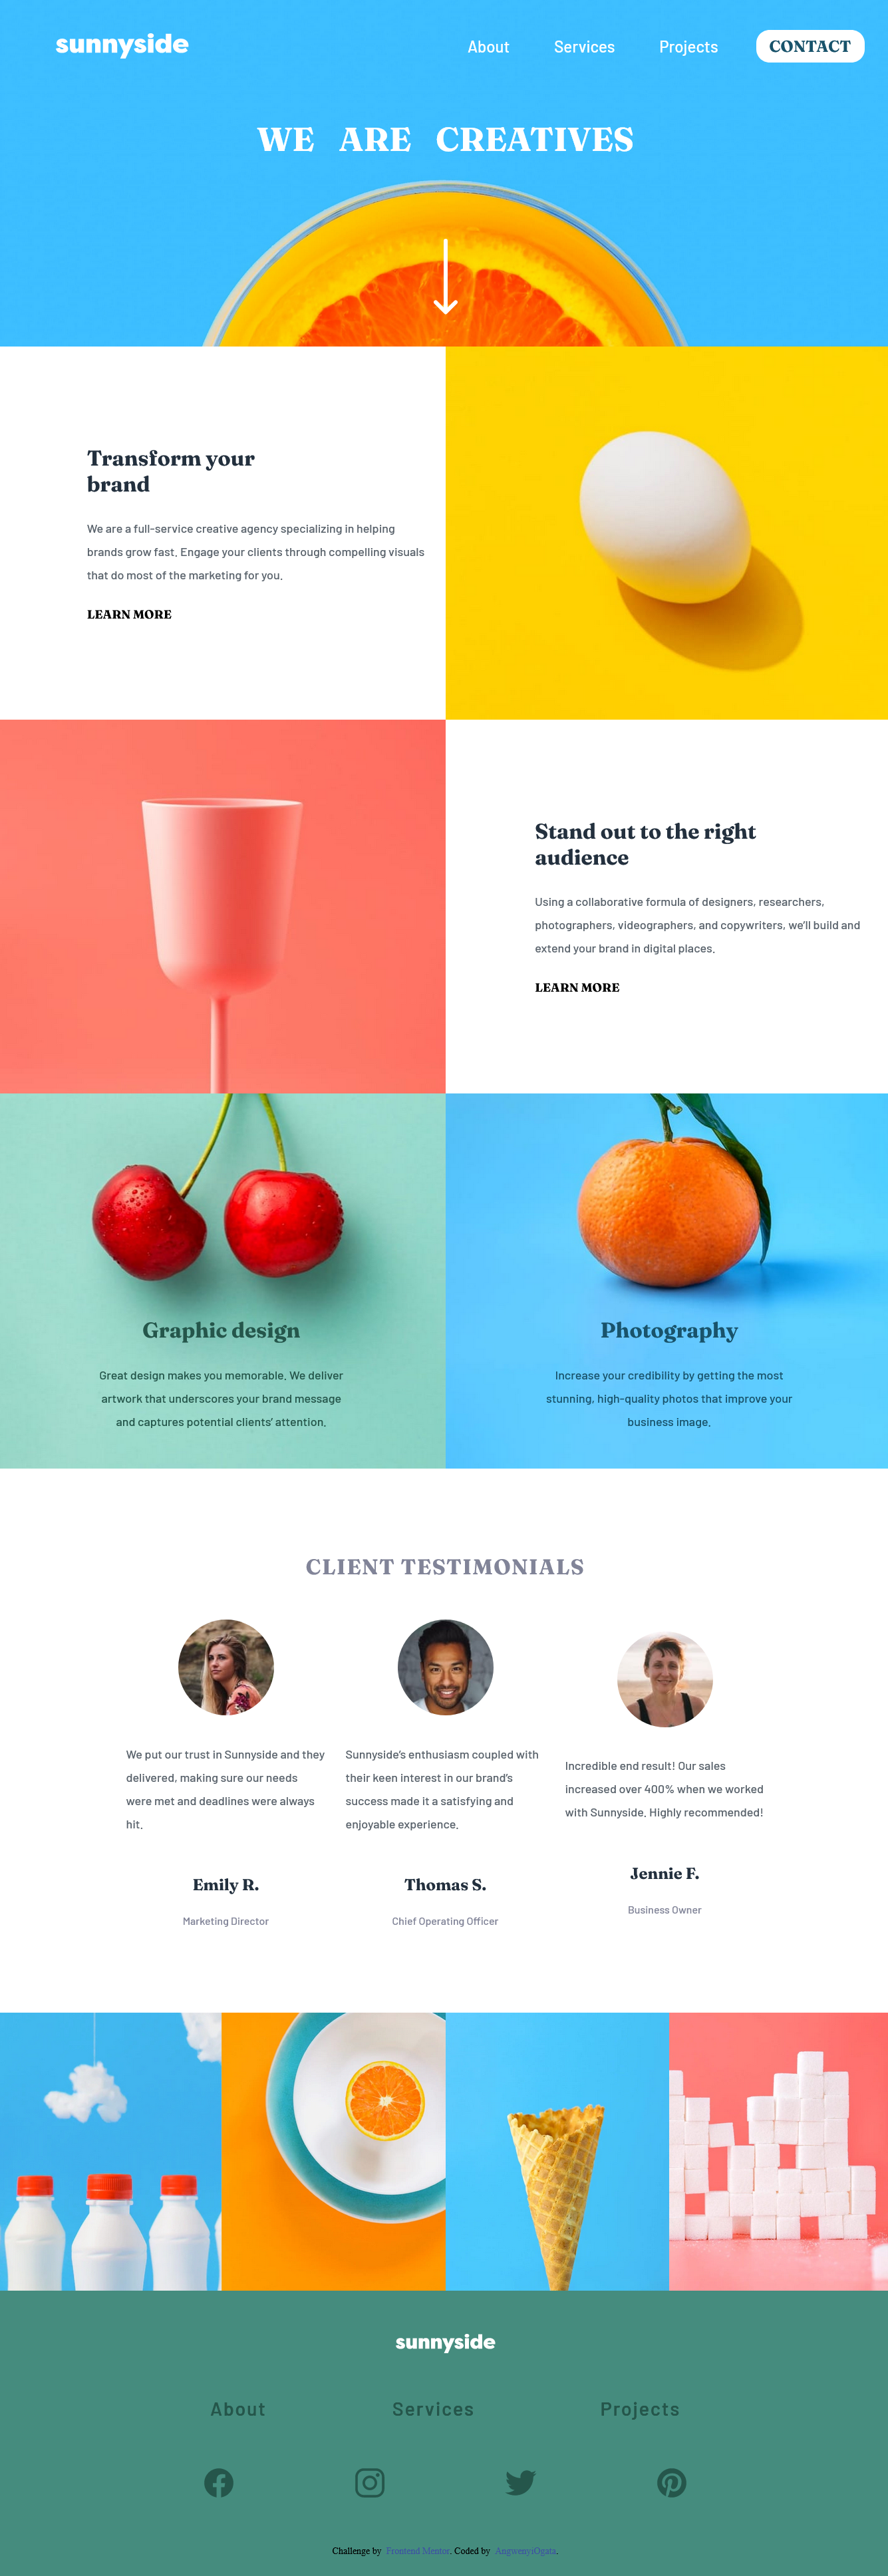 sunnyside
About Services Projects CONTACT
WE ARE CREATIVES
Transform your
brand
We are a full-service creative agency specializing in helping
brands grow fast. Engage your clients through compelling visuals
that do most of the marketing for you.
LEARN MORE
Stand out to the right
audience
Using a collaborative formula of designers, researchers,
photographers, videographers, and copywriters, we'll build and
extend your brand in digital places.
LEARN MORE
Graphic design
Great design makes you memorable. We deliver
artwork that underscores your brand message
and captures potential clients' attention.
Photography
Increase your credibility by getting the most
stunning, high-quality photos that improve your
business image.
CLIENT TESTIMONIALS
We put our trust in Sunnyside and they
delivered, making sure our needs
were met and deadlines were always
hit.
Emily R.
Marketing Director
Sunnyside's enthusiasm coupled with
their keen interest in our brand's
success made it a satisfying and
enjoyable experience.
Thomas S.
Chief Operating Officer
Incredible end result! Our sales
increased over 400% when we worked
with Sunnyside. Highly recommended!
Jennie F.
Business Owner
sunnyside
About Services Projects
Challenge by Frontend Mentor. Coded by AngwenyiOgata.